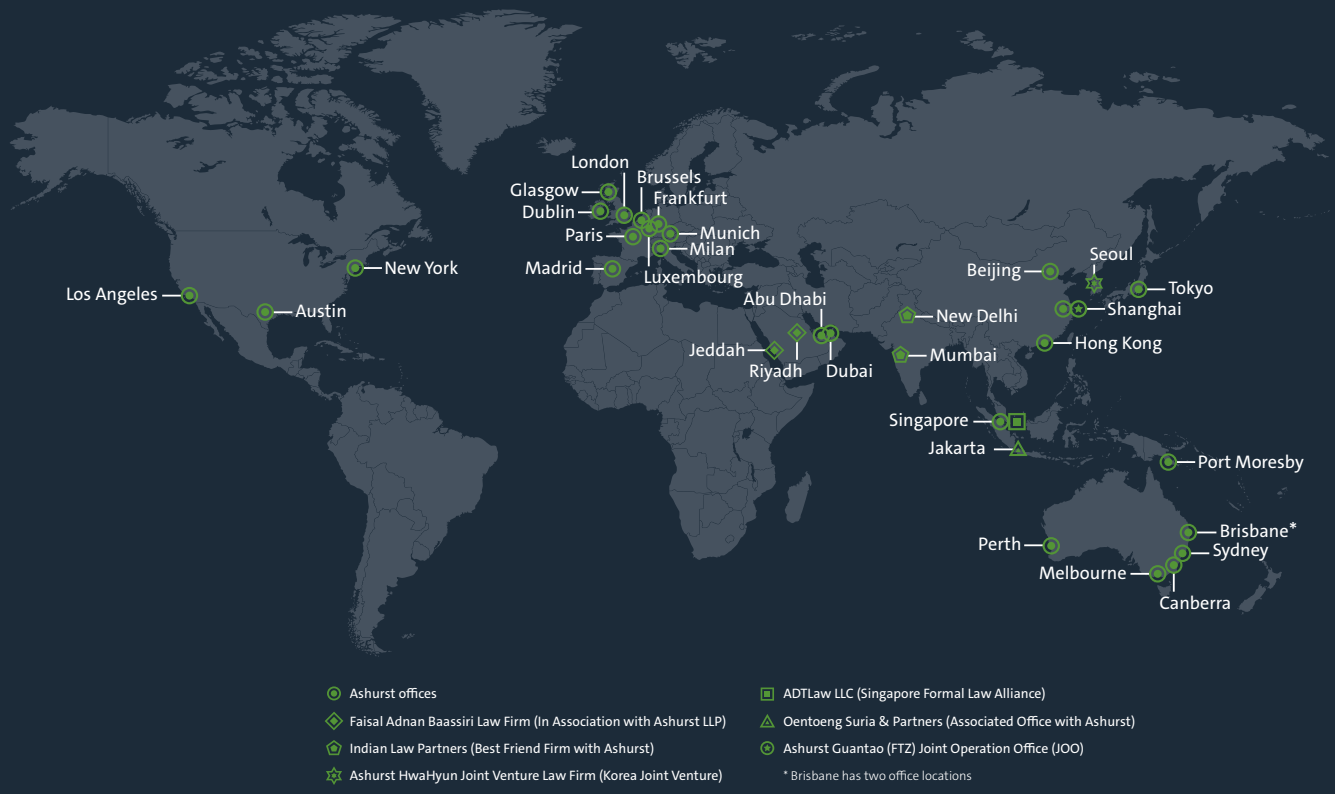 London
Brussels
Glasgow
Frankfurt
Dublin
Paris
Munich
Milan
Madrid
Luxembourg
New York
Los Angeles
Austin
Abu Dhabi
Jeddah
Riyadh
Dubai
New Delhi
Mumbai
Beijing
Seoul
Tokyo
Shanghai
Hong Kong
Singapore
Jakarta
Port Moresby
Perth
Brisbane*
Sydney
Melbourne
Canberra
Ashurst offices
Faisal Adnan Baassiri Law Firm (In Association with Ashurst LLP)
Indian Law Partners (Best Friend Firm with Ashurst)
Ashurst HwaHyun Joint Venture Law Firm (Korea Joint Venture)
ADTLaw LLC (Singapore Formal Law Alliance)
Oentoeng Suria & Partners (Associated Office with Ashurst)
Ashurst Guantao (FTZ) Joint Operation Office (JOO)
* Brisbane has two office locations